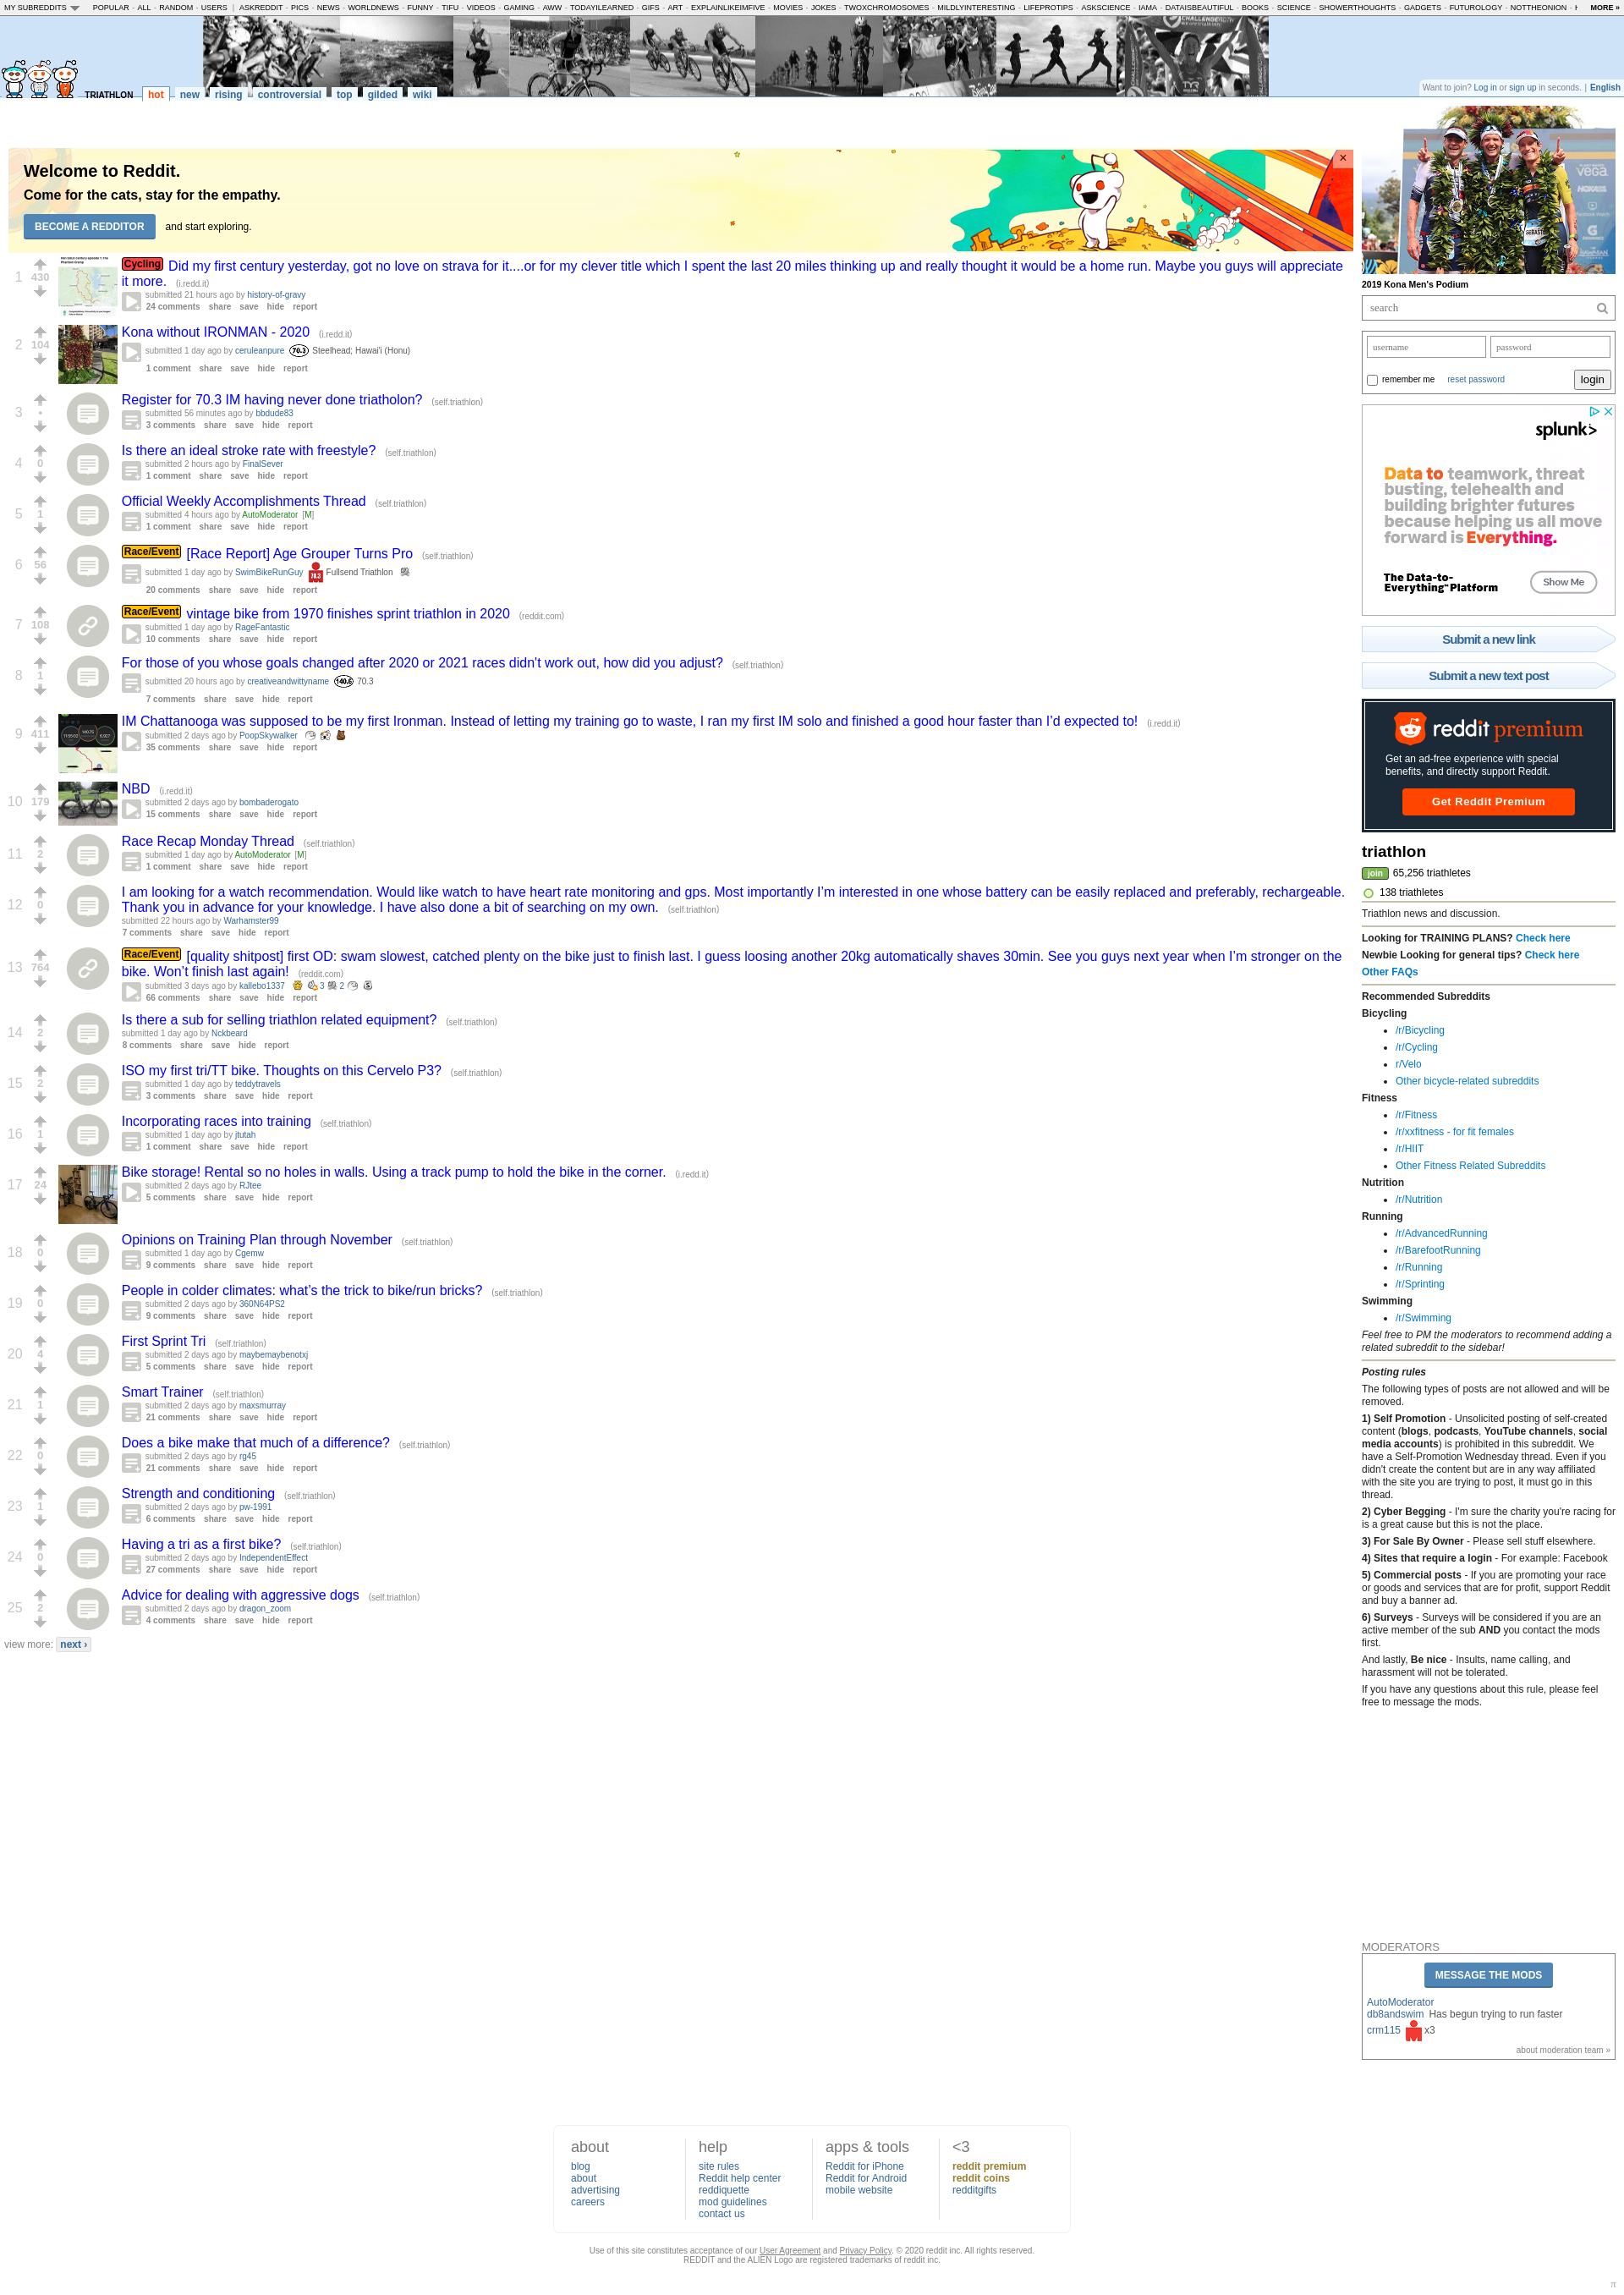 MY SUBREDDITS POPULAR - ALL - RANDOM - USERS | ASKREDDIT - PICS - NEWS - WORLDNEWS - FUNNY - TIFU - VIDEOS - GAMING - AWW - TODAYILEARNED - GIFS - ART - EXPLAINLIKEIMFIVE - MOVIES - JOKES - TWOXCHROMOSOMES - MILDLYINTERESTING - LIFEPROTIPS - ASKSCIENCE - IAMA - DATAISBEAUTIFUL - BOOKS - SCIENCE - SHOWERTHOUGHTS - GADGETS - FUTUROLOGY - NOTTHEONION - MORE »
TRIATHLON hot new rising controversial top gilded wiki
Want to join? Log in or sign up in seconds. | English
Welcome to Reddit.
Come for the cats, stay for the empathy.
BECOME A REDDITOR and start exploring.
1 430 Cycling Did my first century yesterday, got no love on strava for it....or for my clever title which I spent the last 20 miles thinking up and really thought it would be a home run. Maybe you guys will appreciate
it more. (i.redd.it)
submitted 21 hours ago by history-of-gravy
24 comments share save hide report
2 104 Kona without IRONMAN - 2020 (i.redd.it)
submitted 1 day ago by ceruleanpure 70.3 Steelhead; Hawai'i (Honu)
1 comment share save hide report
3 • Register for 70.3 IM having never done triatholon? (self.triathlon)
submitted 56 minutes ago by bbdude83
3 comments share save hide report
4 0 Is there an ideal stroke rate with freestyle? (self.triathlon)
submitted 2 hours ago by FinalSever
1 comment share save hide report
5 1 Official Weekly Accomplishments Thread (self.triathlon)
submitted 4 hours ago by AutoModerator [M]
1 comment share save hide report
6 56 Race/Event [Race Report] Age Grouper Turns Pro (self.triathlon)
submitted 1 day ago by SwimBikeRunGuy 70.3 Fullsend Triathlon
20 comments share save hide report
7 108 Race/Event vintage bike from 1970 finishes sprint triathlon in 2020 (reddit.com)
submitted 1 day ago by RageFantastic
10 comments share save hide report
8 1 For those of you whose goals changed after 2020 or 2021 races didn't work out, how did you adjust? (self.triathlon)
submitted 20 hours ago by creativeandwittyname 140.6 70.3
7 comments share save hide report
9 411 IM Chattanooga was supposed to be my first Ironman. Instead of letting my training go to waste, I ran my first IM solo and finished a good hour faster than I'd expected to! (i.redd.it)
submitted 2 days ago by PoopSkywalker
35 comments share save hide report
10 179 NBD (i.redd.it)
submitted 2 days ago by bombaderogato
15 comments share save hide report
11 2 Race Recap Monday Thread (self.triathlon)
submitted 1 day ago by AutoModerator [M]
1 comment share save hide report
12 0 I am looking for a watch recommendation. Would like watch to have heart rate monitoring and gps. Most importantly I'm interested in one whose battery can be easily replaced and preferably, rechargeable.
Thank you in advance for your knowledge. I have also done a bit of searching on my own. (self.triathlon)
submitted 22 hours ago by Warhamster99
7 comments share save hide report
13 764 Race/Event [quality shitpost] first OD: swam slowest, catched plenty on the bike just to finish last. I guess loosing another 20kg automatically shaves 30min. See you guys next year when I'm stronger on the
bike. Won't finish last again! (reddit.com)
submitted 3 days ago by kallebo1337 3 2
66 comments share save hide report
14 2 Is there a sub for selling triathlon related equipment? (self.triathlon)
submitted 1 day ago by Nckbeard
8 comments share save hide report
15 2 ISO my first tri/TT bike. Thoughts on this Cervelo P3? (self.triathlon)
submitted 1 day ago by teddytravels
3 comments share save hide report
16 1 Incorporating races into training (self.triathlon)
submitted 1 day ago by jtutah
1 comment share save hide report
17 24 Bike storage! Rental so no holes in walls. Using a track pump to hold the bike in the corner. (i.redd.it)
submitted 2 days ago by RJtee
5 comments share save hide report
18 0 Opinions on Training Plan through November (self.triathlon)
submitted 1 day ago by Cgemw
9 comments share save hide report
19 0 People in colder climates: what's the trick to bike/run bricks? (self.triathlon)
submitted 2 days ago by 360N64PS2
9 comments share save hide report
20 4 First Sprint Tri (self.triathlon)
submitted 2 days ago by maybemaybenotxj
5 comments share save hide report
21 1 Smart Trainer (self.triathlon)
submitted 2 days ago by maxsmurray
21 comments share save hide report
22 0 Does a bike make that much of a difference? (self.triathlon)
submitted 2 days ago by rg45
21 comments share save hide report
23 1 Strength and conditioning (self.triathlon)
submitted 2 days ago by pw-1991
6 comments share save hide report
24 0 Having a tri as a first bike? (self.triathlon)
submitted 2 days ago by IndependentEffect
27 comments share save hide report
25 2 Advice for dealing with aggressive dogs (self.triathlon)
submitted 2 days ago by dragon_zoom
4 comments share save hide report
view more: next ›
2019 Kona Men's Podium
search
username password
remember me reset password login
splunk>
Data to teamwork, threat
busting, telehealth and
building brighter futures
because helping us all move
forward is Everything.
The Data-to-
Everything™ Platform
Show Me
Submit a new link
Submit a new text post
reddit premium
Get an ad-free experience with special
benefits, and directly support Reddit.
Get Reddit Premium
triathlon
join 65,256 triathletes
138 triathletes
Triathlon news and discussion.
Looking for TRAINING PLANS? Check here
Newbie Looking for general tips? Check here
Other FAQs
Recommended Subreddits
Bicycling
• /r/Bicycling
• /r/Cycling
• r/Velo
• Other bicycle-related subreddits
Fitness
• /r/Fitness
• /r/xxfitness - for fit females
• /r/HIIT
• Other Fitness Related Subreddits
Nutrition
• /r/Nutrition
Running
• /r/AdvancedRunning
• /r/BarefootRunning
• /r/Running
• /r/Sprinting
Swimming
• /r/Swimming
Feel free to PM the moderators to recommend adding a
related subreddit to the sidebar!
Posting rules
The following types of posts are not allowed and will be
removed.
1) Self Promotion - Unsolicited posting of self-created
content (blogs, podcasts, YouTube channels, social
media accounts) is prohibited in this subreddit. We
have a Self-Promotion Wednesday thread. Even if you
didn't create the content but are in any way affiliated
with the site you are trying to post, it must go in this
thread.
2) Cyber Begging - I'm sure the charity you're racing for
is a great cause but this is not the place.
3) For Sale By Owner - Please sell stuff elsewhere.
4) Sites that require a login - For example: Facebook
5) Commercial posts - If you are promoting your race
or goods and services that are for profit, support Reddit
and buy a banner ad.
6) Surveys - Surveys will be considered if you are an
active member of the sub AND you contact the mods
first.
And lastly, Be nice - Insults, name calling, and
harassment will not be tolerated.
If you have any questions about this rule, please feel
free to message the mods.
MODERATORS
MESSAGE THE MODS
AutoModerator
db8andswim Has begun trying to run faster
crm115 x3
about moderation team »
about
blog
about
advertising
careers
help
site rules
Reddit help center
reddiquette
mod guidelines
contact us
apps & tools
Reddit for iPhone
Reddit for Android
mobile website
<3
reddit premium
reddit coins
redditgifts
Use of this site constitutes acceptance of our User Agreement and Privacy Policy. © 2020 reddit inc. All rights reserved.
REDDIT and the ALIEN Logo are registered trademarks of reddit inc.
π